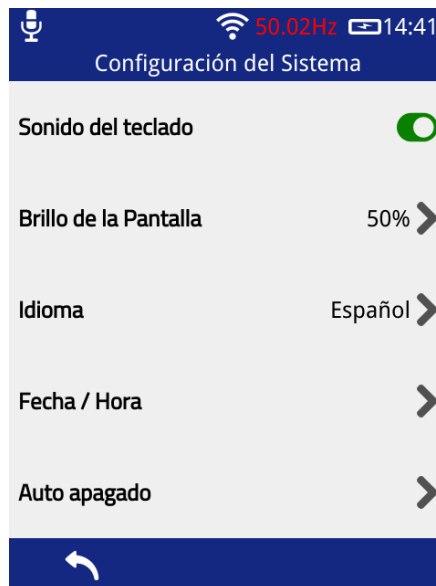 50.02Hz 14:41
Configuración del Sistema
Sonido del teclado
Brillo de la Pantalla 50%
Idioma Español
Fecha / Hora
Auto apagado